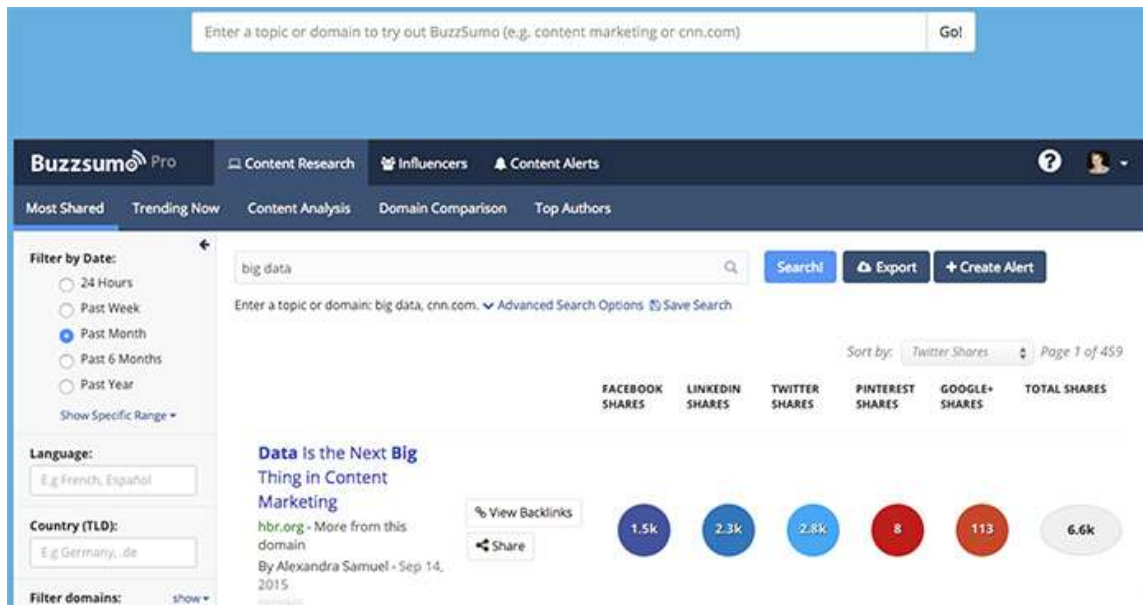 Enter a topic or domain to try out BuzzSumo (e.g. content marketing or cnn.com)
Go!
Buzzsumo Pro
Content Research
Influencers
Content Alerts
?
Most Shared
Trending Now
Content Analysis
Domain Comparison
Top Authors
Filter by Date:
24 Hours
Past Week
Past Month
Past 6 Months
Past Year
Show Specific Range
Language:
E.g French, Español
Country (TLD):
E.g Germany, .de
Filter domains:
show
big data
Search!
Export
+ Create Alert
Enter a topic or domain: big data, cnn.com. Advanced Search Options Save Search
Sort by: Twitter Shares Page 1 of 459
FACEBOOK SHARES
LINKEDIN SHARES
TWITTER SHARES
PINTEREST SHARES
GOOGLE+ SHARES
TOTAL SHARES
Data Is the Next Big
Thing in Content
Marketing
hbr.org - More from this
domain
By Alexandra Samuel - Sep 14,
2015
View Backlinks
Share
1.5k
2.3k
2.8k
8
113
6.6k